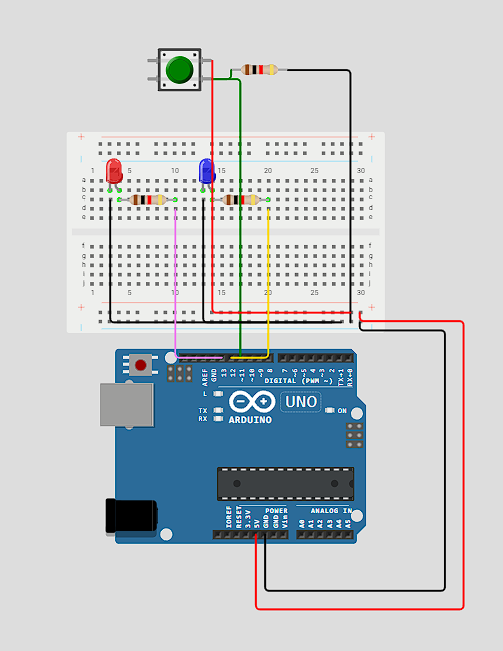 1 5 10 15 20 25 30
a
b
c
d
e
f
g
h
i
j
1 5 10 15 20 25 30
AREF
GND
13
12
~11
~10
~9
8
7
~6
~5
4
~3
2
TX→1
RX←0
DIGITAL (PWM ~)
L
TX
RX
UNO
ON
ARDUINO
POWER
ANALOG IN
IOREF
RESET
3.3V
5V
GND
GND
Vin
A0
A1
A2
A3
A4
A5